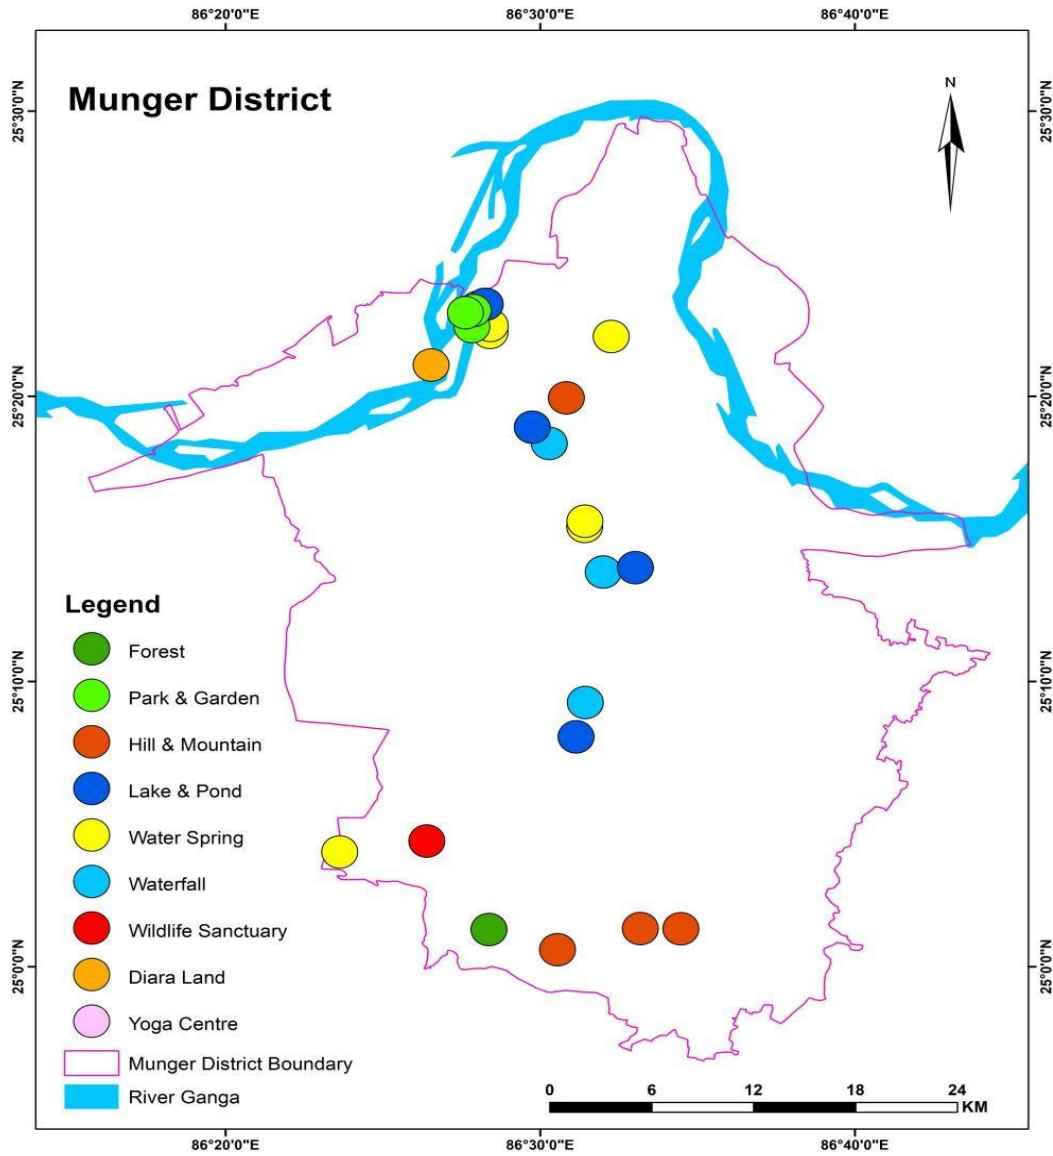 86°20'0"E 86°30'0"E 86°40'0"E
Munger District
N
25°30'0"N 25°30'0"N
25°20'0"N 25°20'0"N
25°10'0"N 25°10'0"N
25°0'0"N 25°0'0"N
Legend
Forest
Park & Garden
Hill & Mountain
Lake & Pond
Water Spring
Waterfall
Wildlife Sanctuary
Diara Land
Yoga Centre
Munger District Boundary
River Ganga
0 6 12 18 24
KM
86°20'0"E 86°30'0"E 86°40'0"E